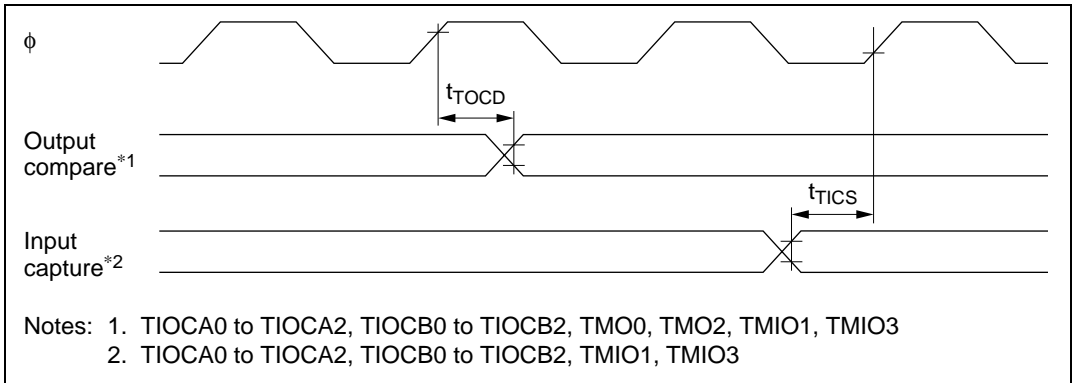 ϕ
tTOCD
Output
compare*1
tTICS
Input
capture*2
Notes: 1. TIOCA0 to TIOCA2, TIOCB0 to TIOCB2, TMO0, TMO2, TMIO1, TMIO3
2. TIOCA0 to TIOCA2, TIOCB0 to TIOCB2, TMIO1, TMIO3